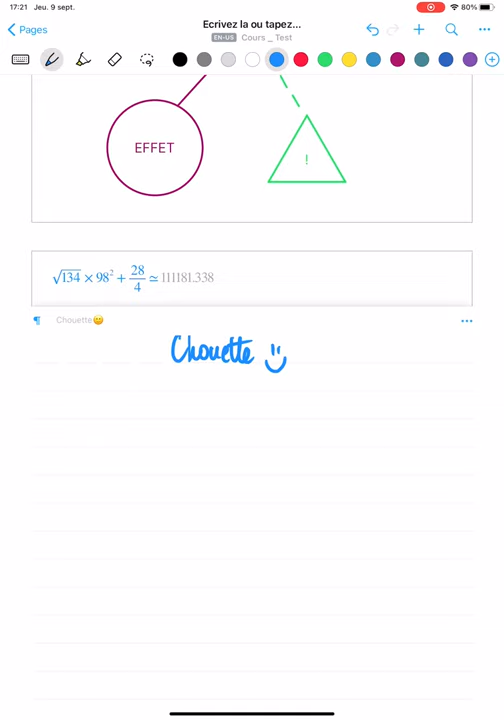 17:21 Jeu. 9 sept.
80%
Pages
Ecrivez la ou tapez...
EN-US Cours _ Test
EFFET
!
√134 × 98² + 28/4 ≃ 111181.338
Chouette🙂
Chouette